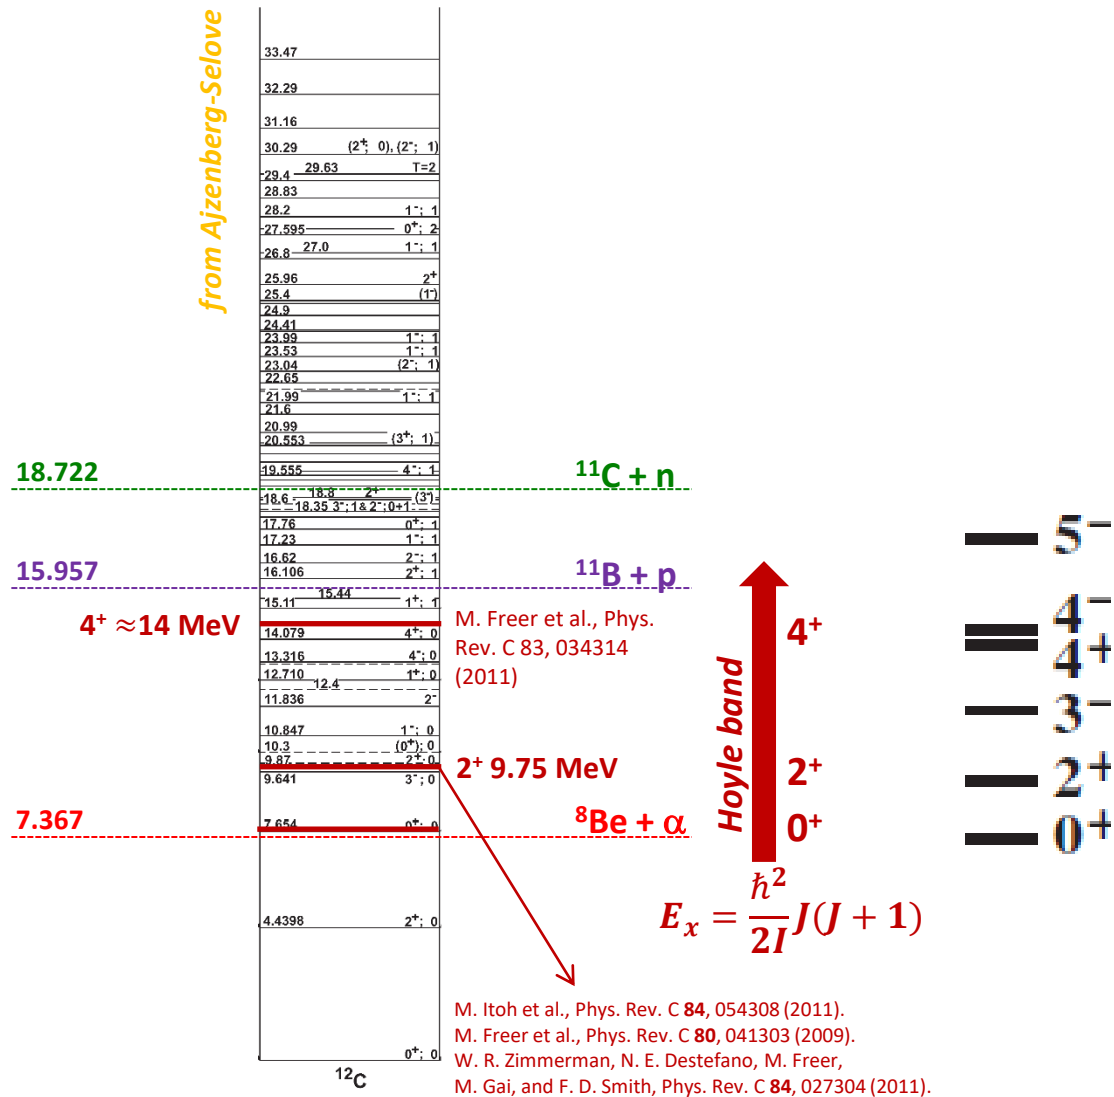 from Ajzenberg-Selove
33.47
32.29
31.16
30.29 (2⁺; 0),(2⁻; 1)
29.63 T=2
29.4
28.83
28.2 1⁻; 1
27.595 0⁺; 2
27.0 1⁻; 1
26.8
25.96 2⁺
25.4 (1⁻)
24.9
24.41
23.99 1⁻; 1
23.53 1⁻; 1
23.04 (2⁻; 1)
22.65
21.99 1⁻; 1
21.6
20.99
20.553 (3⁺; 1)
19.555 4⁻; 1
18.722 ¹¹C + n
18.8 2⁺
18.6 (3⁻)
18.35 3⁻;1&2⁻;0+1
17.76 0⁺; 1
17.23 1⁻; 1
16.62 2⁻; 1
16.106 2⁺; 1
15.957 ¹¹B + p
15.44
15.11 1⁺; 1
4⁺ ≈14 MeV
14.079 4⁺; 0
13.316 4⁻; 0
12.710 1⁺; 0
12.4
11.836 2⁻
10.847 1⁻; 0
10.3 (0⁺); 0
9.87 2⁺; 0
9.641 3⁻; 0
7.367 ⁸Be + α
7.654 0⁺; 0
4.4398 2⁺; 0
0⁺; 0
¹²C
M. Freer et al., Phys.
Rev. C 83, 034314
(2011)
2⁺ 9.75 MeV
Hoyle band
4⁺
2⁺
0⁺
Eₓ = ħ²/2I J(J + 1)
5⁻
4⁻
4⁺
3⁻
2⁺
0⁺
M. Itoh et al., Phys. Rev. C 84, 054308 (2011).
M. Freer et al., Phys. Rev. C 80, 041303 (2009).
W. R. Zimmerman, N. E. Destefano, M. Freer,
M. Gai, and F. D. Smith, Phys. Rev. C 84, 027304 (2011).